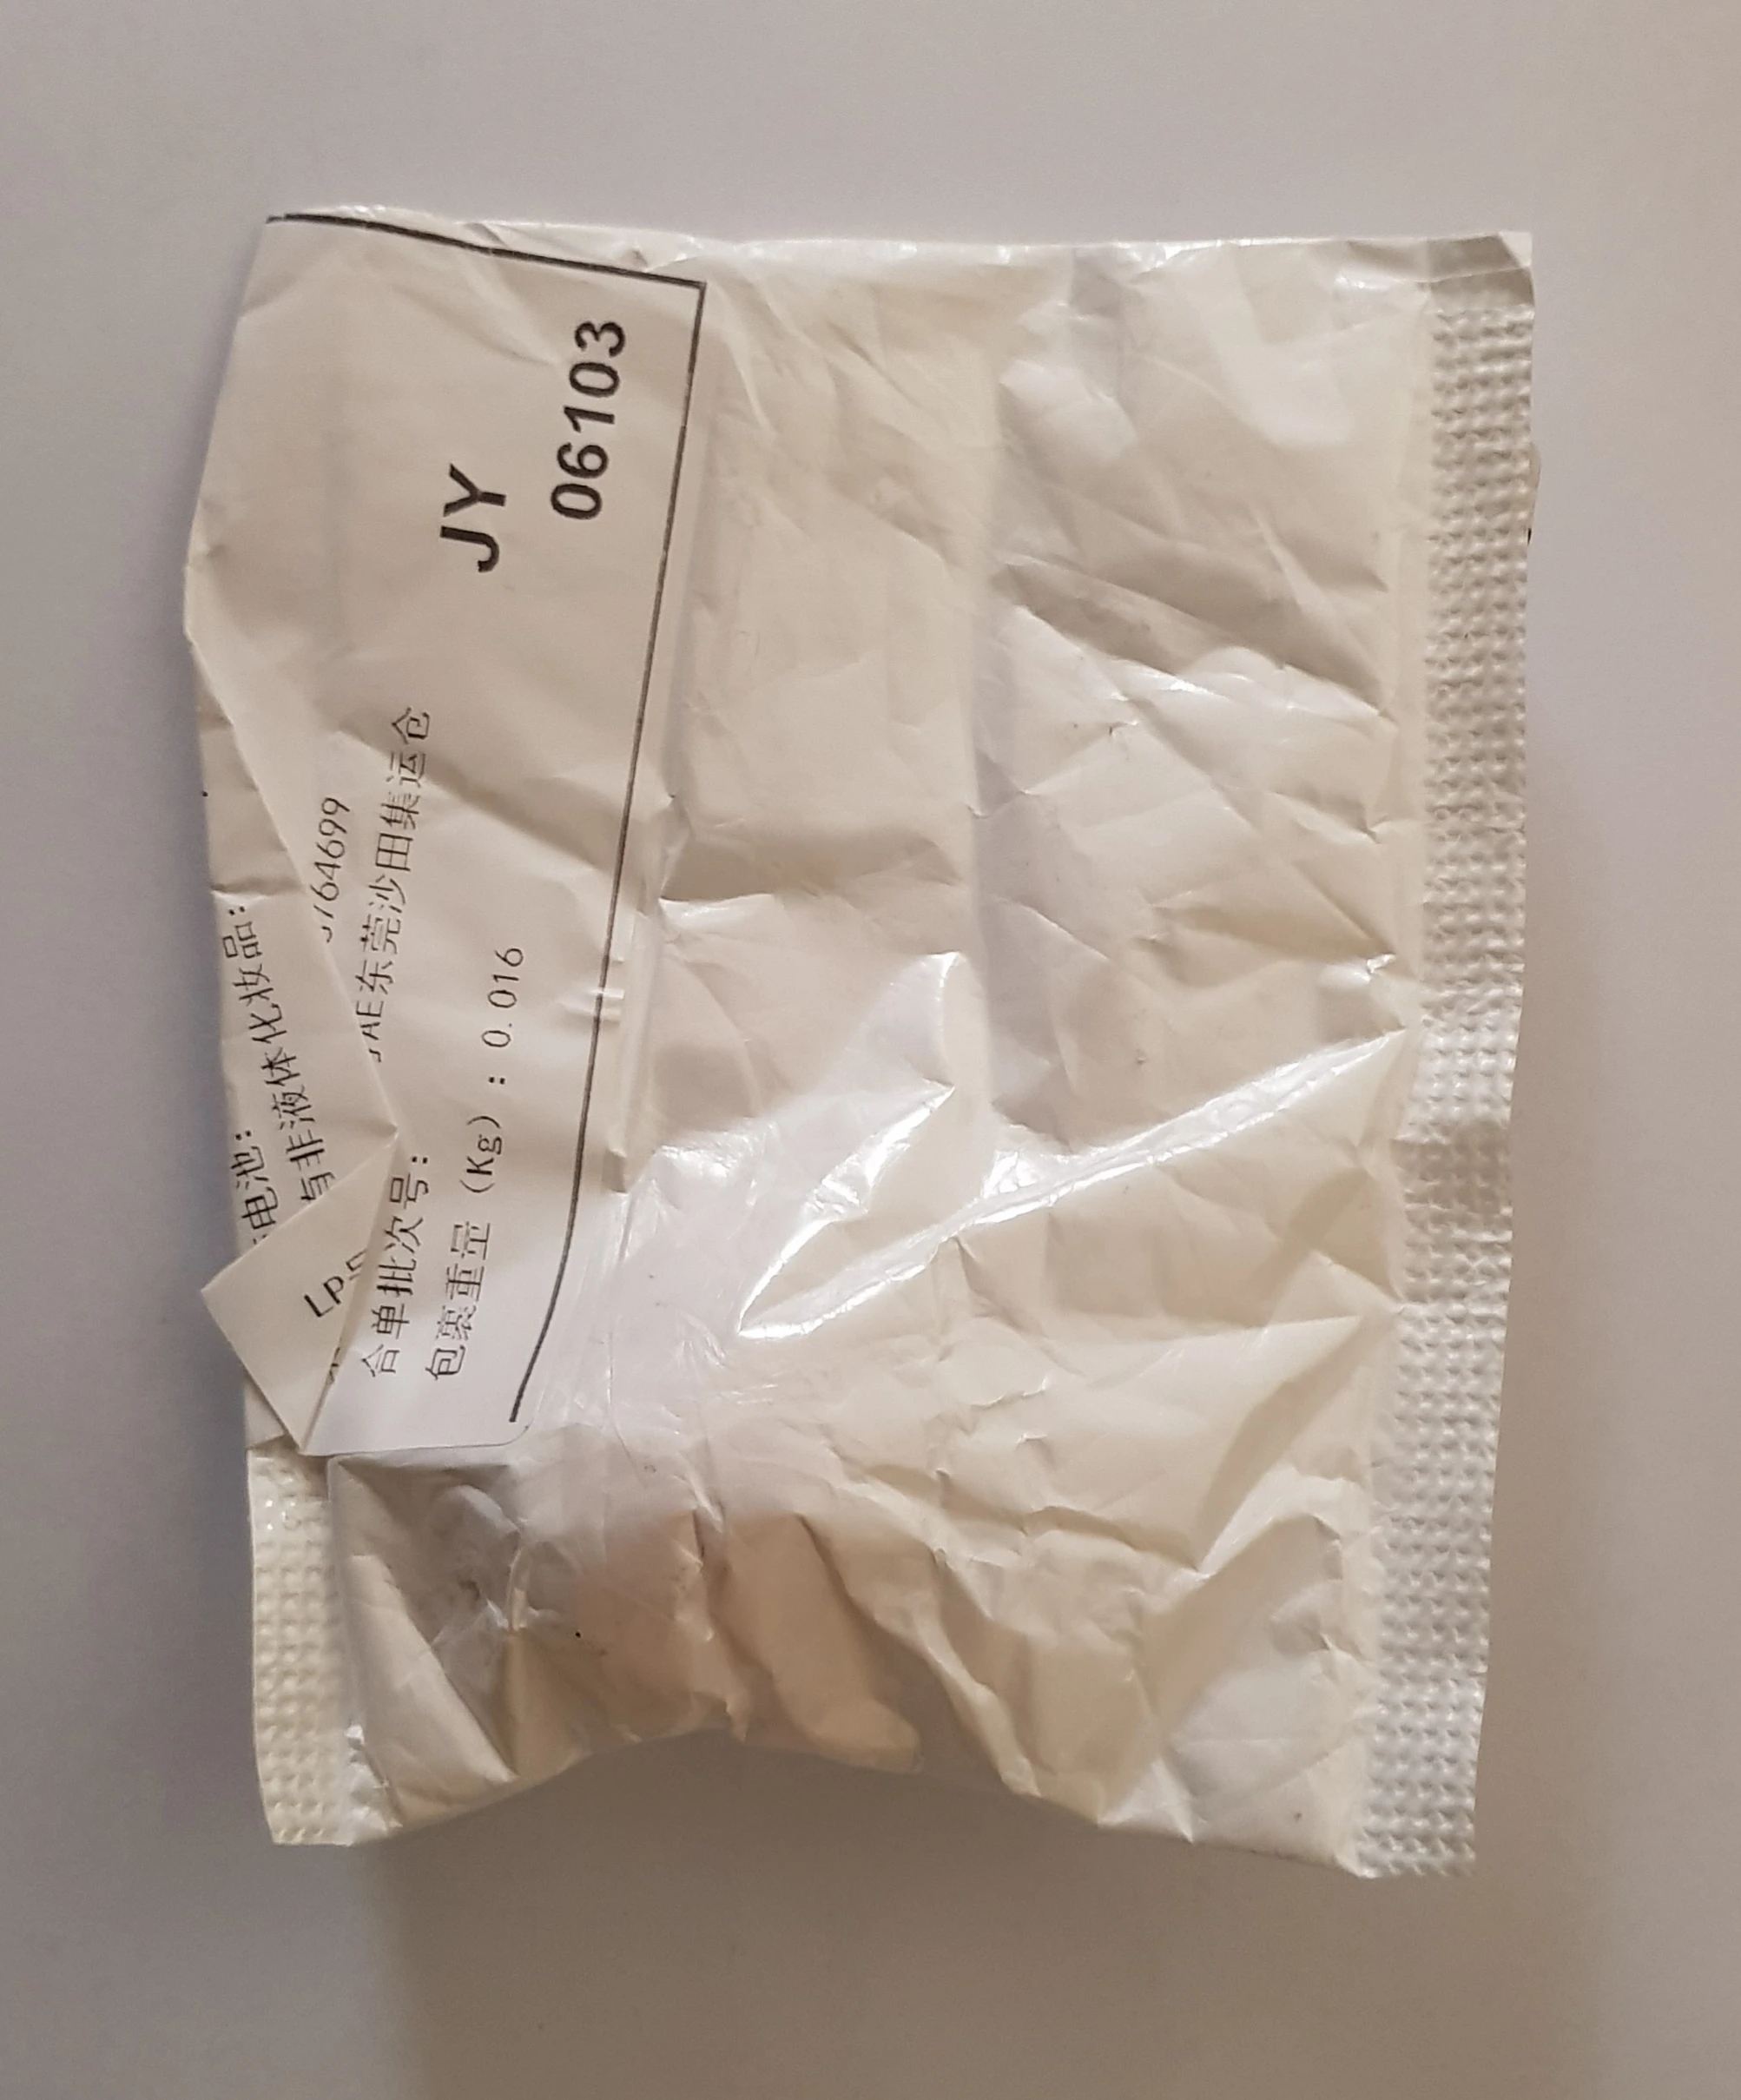 电池:
与非液体化妆品:
LP
764699
AE东莞沙田集运仓
合单批次号:
包裹重量 (Kg) : 0.016
JY
06103